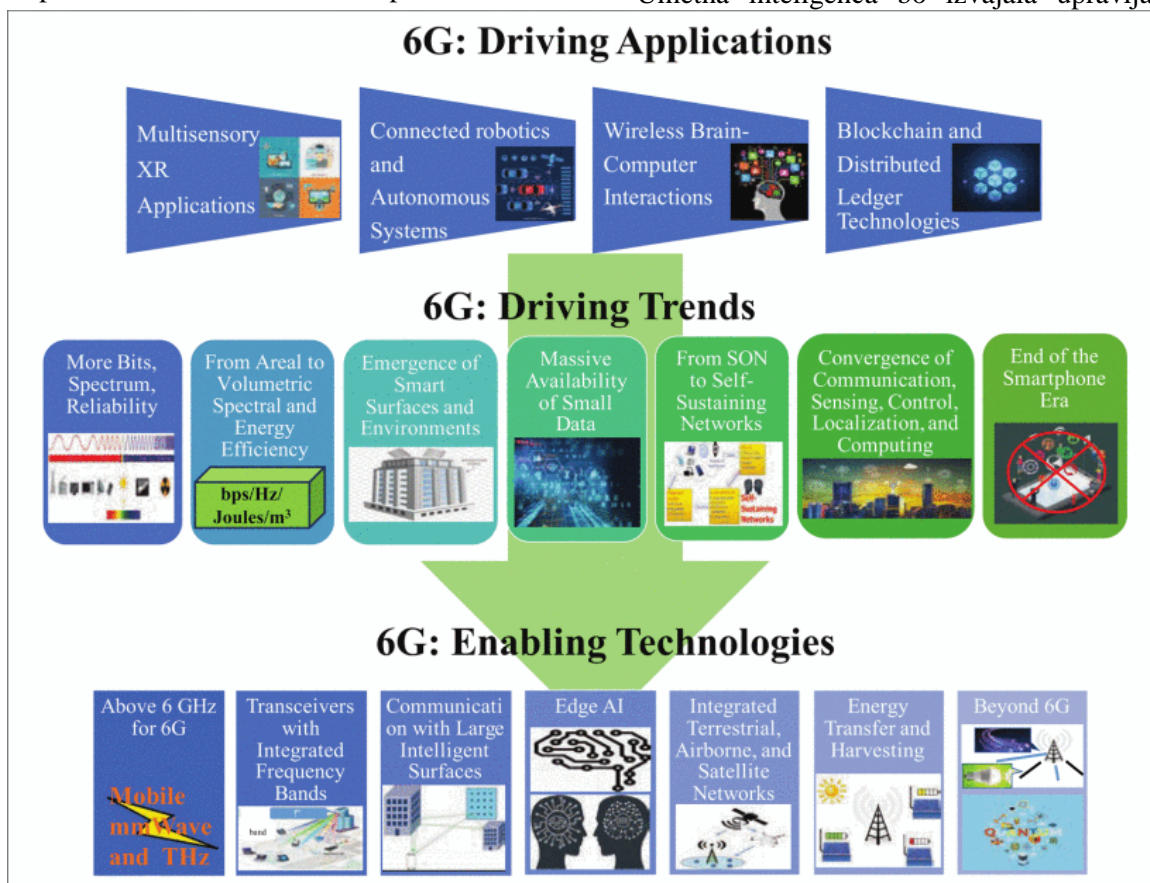 Umetna inteligenca bo izvajala
6G: Driving Applications
Multisensory
XR
Applications
Connected robotics
and
Autonomous
Systems
Wireless Brain-
Computer
Interactions
Blockchain and
Distributed
Ledger
Technologies
6G: Driving Trends
More Bits,
Spectrum,
Reliability
From Areal to
Volumetric
Spectral and
Energy
Efficiency
bps/Hz/
Joules/m³
Emergence of
Smart
Surfaces and
Environments
Massive
Availability
of Small
Data
From SON
to Self-
Sustaining
Networks
Self-
Sustaining
Networks
Convergence of
Communication,
Sensing, Control,
Localization, and
Computing
End of the
Smartphone
Era
6G: Enabling Technologies
Above 6 GHz
for 6G
Mobile
mmWave
and THz
Transceivers
with
Integrated
Frequency
Bands
band
Communicati
on with Large
Intelligent
Surfaces
Edge AI
Integrated
Terrestrial,
Airborne, and
Satellite
Networks
Energy
Transfer and
Harvesting
Beyond 6G